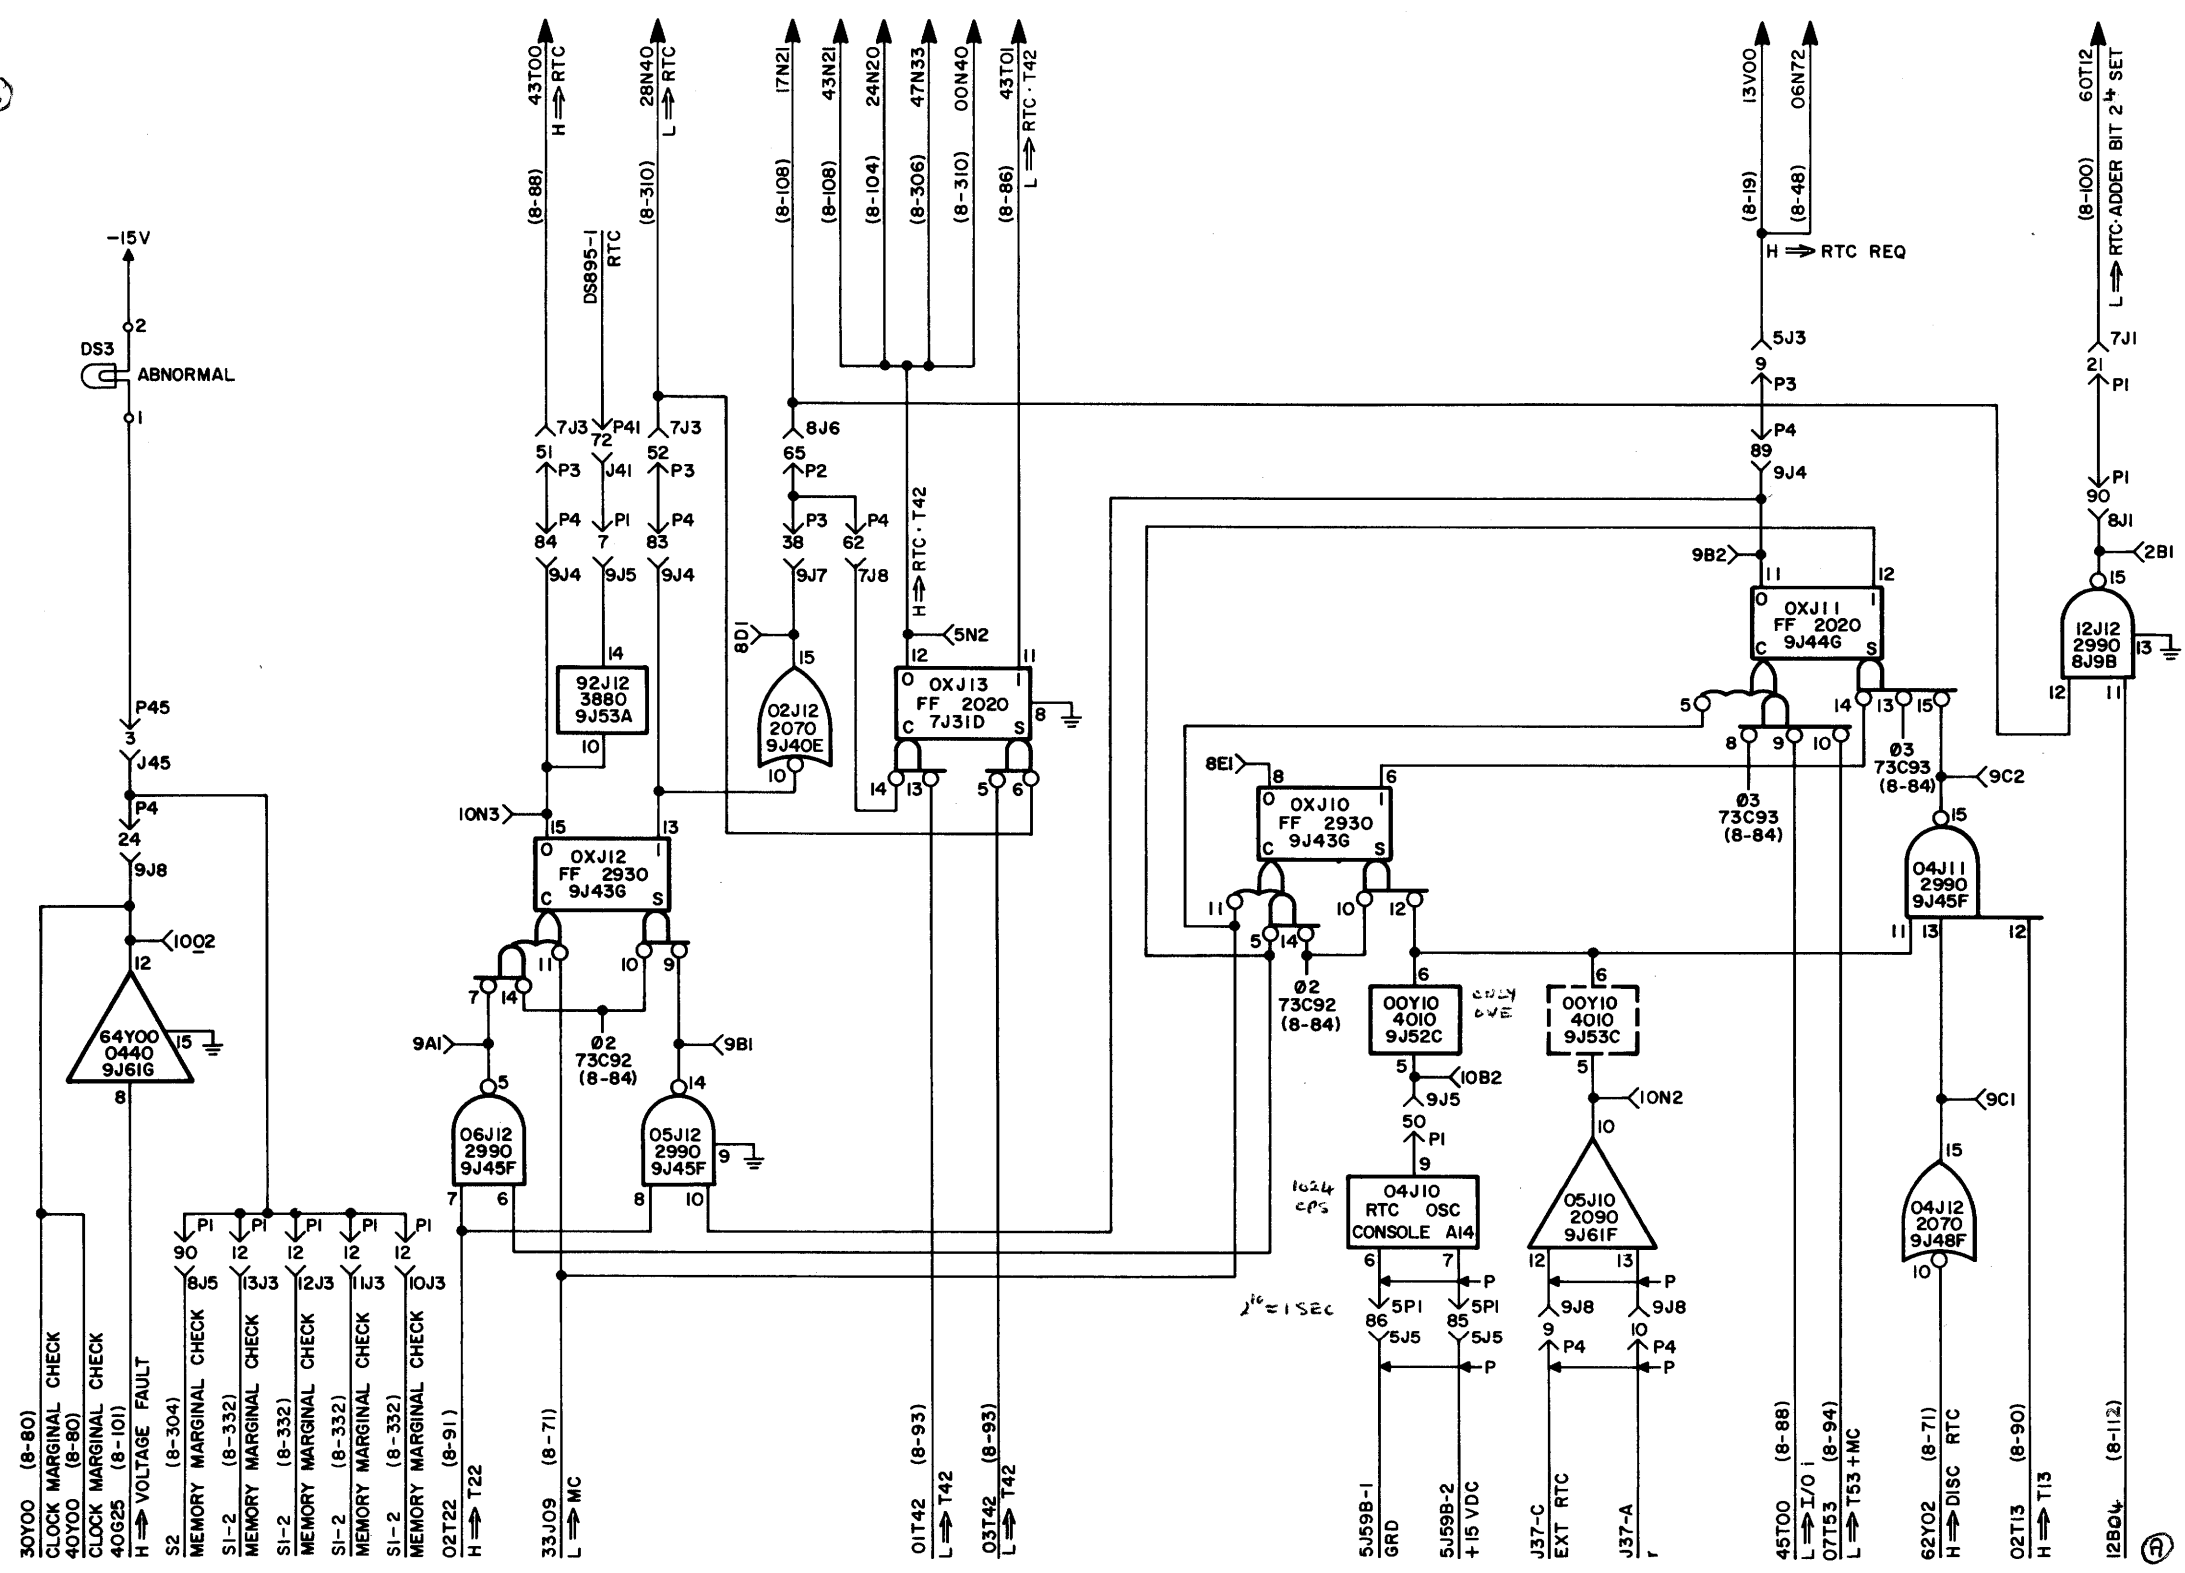 43T00
H ⟹ RTC
28N40
L ⟹ RTC
17N21
43N21
24N20
47N33
00N40
43T01
L ⟹ RTC · T42
13V00
06N72
60T12
L ⟹ RTC·ADDER BIT 2⁴ SET
(8-88)
(8-310)
(8-108)
(8-108)
(8-104)
(8-306)
(8-310)
(8-86)
(8-19)
(8-48)
(8-100)
DS895-1
RTC
H ⟹ RTC REQ
-15V
2
DS3
ABNORMAL
1
5J3
9
P3
7J1
21
P1
7J3
51
P3
P41
72
J41
7J3
52
P3
8J6
65
P2
P4
89
9J4
P4
84
9J4
P1
7
9J5
P4
83
9J4
P3
38
9J7
P4
62
7J8
H ⟹ RTC · T42
P1
90
8J1
2B1
9B2
11
12
0 1
0XJ11
FF 2020
9J44G
C S
5
14
13
15
8
9
10
Ø3
73C93
(8-84)
Ø3
73C93
(8-84)
15
12J12
2990
8J9B
13
12
11
8D1
5N2
14
92J12
3880
9J53A
10
15
02J12
2070
9J40E
10
12
11
0 1
0XJ13
FF 2020
7J31D
C S
8
14
13
5
6
P45
3
J45
P4
24
9J8
10O2
12
64Y00
0440
9J61G
15
8
10N3
15
13
0 1
0XJ12
FF 2930
9J43G
C S
11
10
9
7
14
Ø2
73C92
(8-84)
9A1
9B1
5
06J12
2990
9J45F
7
6
14
05J12
2990
9J45F
9
8
10
8E1
8
6
0 1
0XJ10
FF 2930
9J43G
C S
11
10
12
5
14
Ø2
73C92
(8-84)
6
00Y10
4010
9J52C
5
ONLY
ONE
6
00Y10
4010
9J53C
5
10B2
9J5
50
P1
9
10N2
10
1024
cps
04J10
RTC OSC
CONSOLE A14
6
7
05J10
2090
9J61F
12
13
9C2
15
04J11
2990
9J45F
11
13
12
9C1
15
04J12
2070
9J48F
10
2¹⁰ = 1 SEC
P
5P1
86
5J5
5P1
85
5J5
P
P
9J8
9
P4
9J8
10
P4
P
P1
90
8J5
P1
12
13J3
P1
12
12J3
P1
12
11J3
P1
12
10J3
30Y00 (8-80)
CLOCK MARGINAL CHECK
40Y00 (8-80)
CLOCK MARGINAL CHECK
40G25 (8-101)
H ⟹ VOLTAGE FAULT
S2 (8-304)
MEMORY MARGINAL CHECK
S1-2 (8-332)
MEMORY MARGINAL CHECK
S1-2 (8-332)
MEMORY MARGINAL CHECK
S1-2 (8-332)
MEMORY MARGINAL CHECK
S1-2 (8-332)
MEMORY MARGINAL CHECK
02T22 (8-91)
H ⟹ T22
33J09 (8-71)
L ⟹ MC
01T42 (8-93)
L ⟹ T42
03T42 (8-93)
L ⟹ T42
5J59B-1
GRD
5J59B-2
+15 VDC
J37-C
EXT RTC
J37-A
r
45T00 (8-88)
L ⟹ I/O i
07T53 (8-94)
L ⟹ T53+MC
62Y02 (8-71)
H ⟹ DISC RTC
02T13 (8-90)
H ⟹ T13
12B04 (8-112)
A